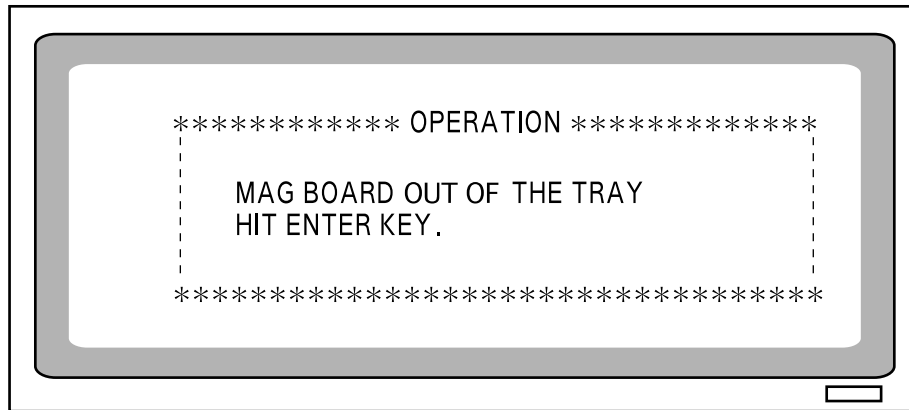 ************ OPERATION *************
MAG BOARD OUT OF THE TRAY
HIT ENTER KEY.
**********************************